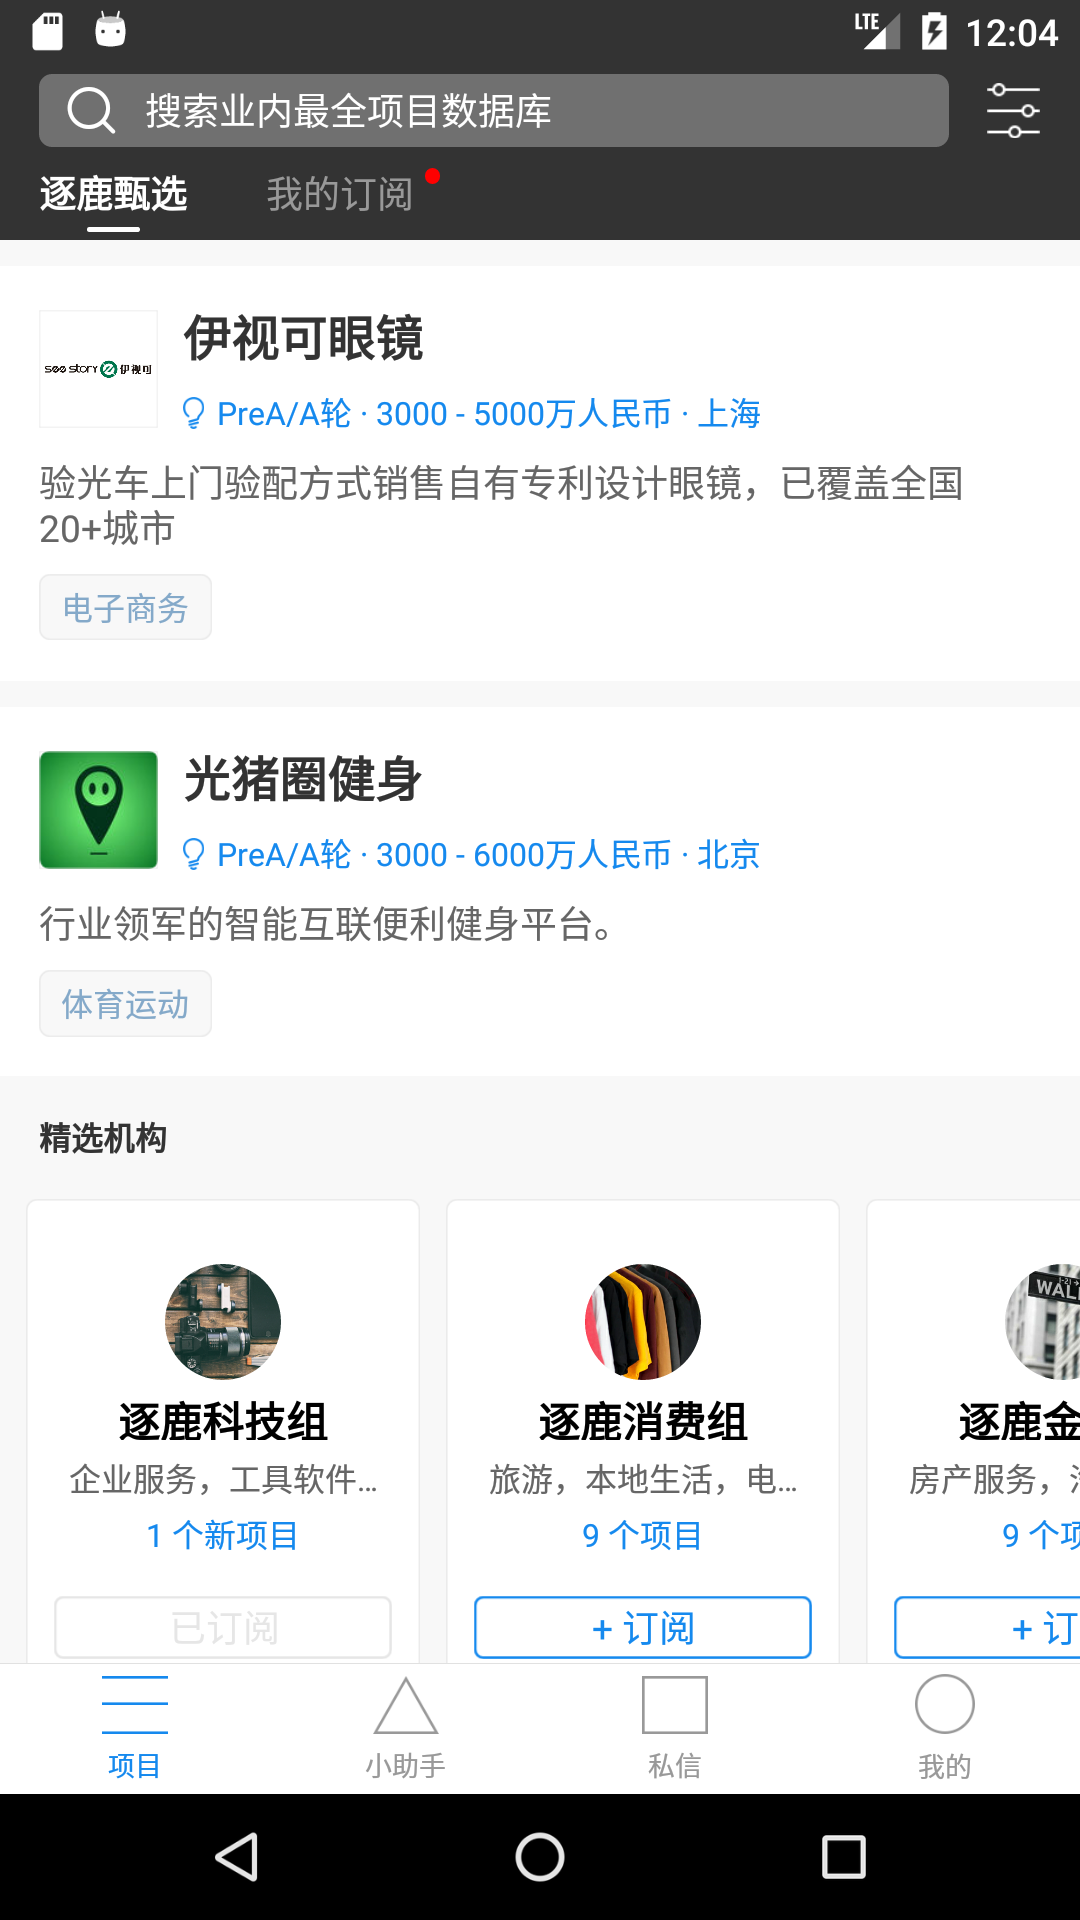 LTE 12:04
搜索业内最全项目数据库
逐鹿甄选 我的订阅
伊视可眼镜
see story 伊视可
PreA/A轮 · 3000 - 5000万人民币 · 上海
验光车上门验配方式销售自有专利设计眼镜，已覆盖全国
20+城市
电子商务
光猪圈健身
PreA/A轮 · 3000 - 6000万人民币 · 北京
行业领军的智能互联便利健身平台。
体育运动
精选机构
WAL
逐鹿科技组 逐鹿消费组 逐鹿金
企业服务，工具软件... 旅游，本地生活，电... 房产服务，
1 个新项目 9 个项目 9 个项
已订阅 + 订阅 + 订
项目 小助手 私信 我的